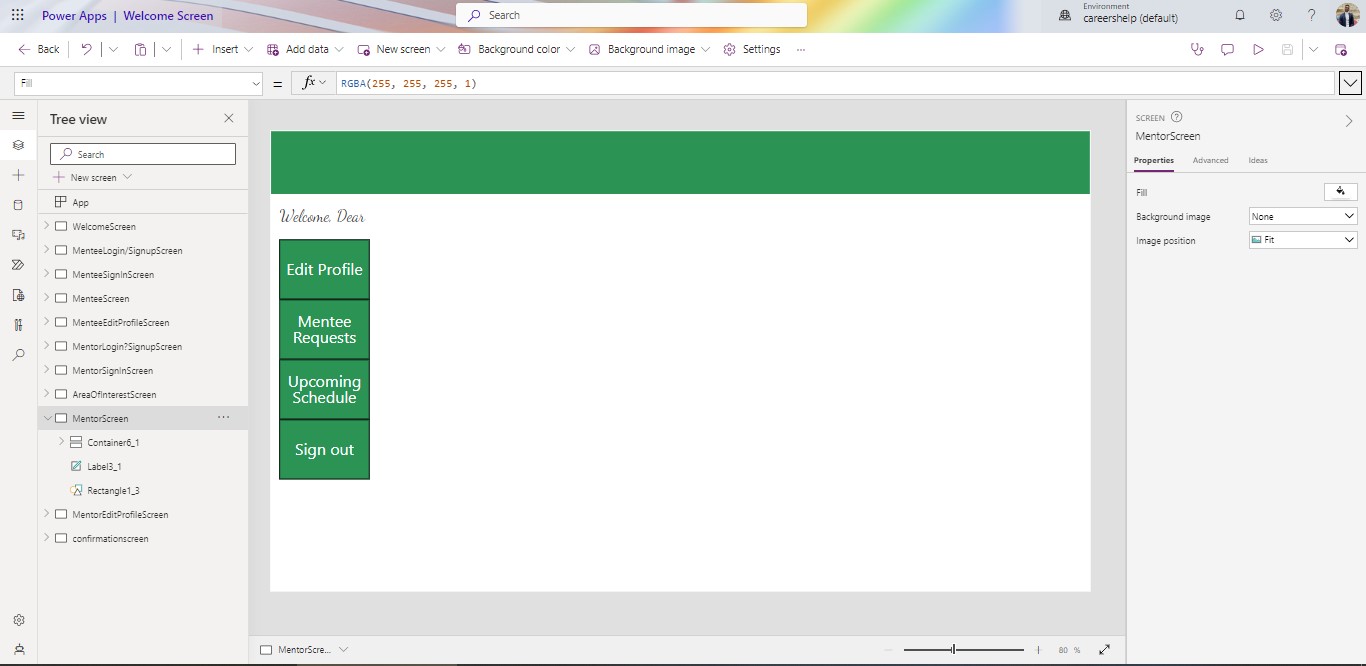 Power Apps | Welcome Screen
Search
Environment
careershelp (default)
Back
Insert
Add data
New screen
Background color
Background image
Settings
...
Fill
=
fx
RGBA(255, 255, 255, 1)
Tree view
Search
New screen
App
WelcomeScreen
MenteeLogin/SignupScreen
MenteeSignInScreen
MenteeScreen
MenteeEditProfileScreen
MentorLogin?SignupScreen
MentorSignInScreen
AreaOfInterestScreen
MentorScreen
...
Container6_1
Label3_1
Rectangle1_3
MentorEditProfileScreen
confirmationscreen
Welcome, Dear
Edit Profile
Mentee
Requests
Upcoming
Schedule
Sign out
SCREEN
MentorScreen
Properties
Advanced
Ideas
Fill
Background image
None
Image position
Fit
MentorScre...
80 %